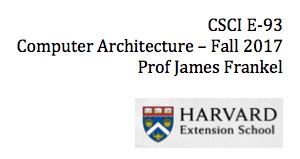 CSCI E-93
Computer Architecture – Fall 2017
Prof James Frankel
HARVARD
Extension School